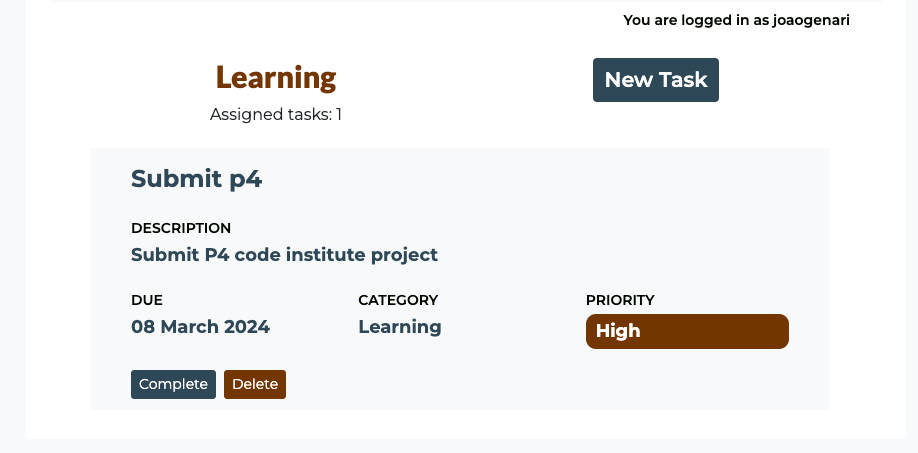 You are logged in as joaogenari
Learning
New Task
Assigned tasks: 1
Submit p4
DESCRIPTION
Submit P4 code institute project
DUE
CATEGORY
PRIORITY
08 March 2024
Learning
High
Complete
Delete